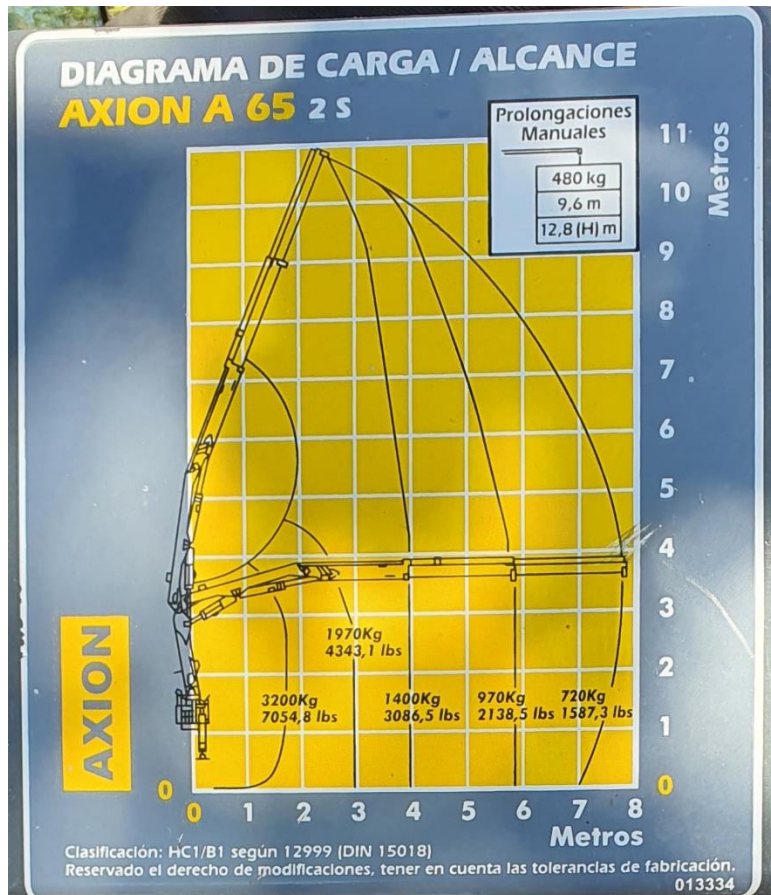 DIAGRAMA DE CARGA / ALCANCE
AXION A 65 2 S
Prolongaciones
Manuales
480 kg
9,6 m
12,8 (H) m
Metros
11
10
9
8
7
6
5
4
3
2
1
0
1970Kg
4343,1 lbs
3200Kg
7054,8 lbs
1400Kg
3086,5 lbs
970Kg
2138,5 lbs
720Kg
1587,3 lbs
AXION
0
0 1 2 3 4 5 6 7 8
Metros
Clasificación: HC1/B1 según 12999 (DIN 15018)
Reservado el derecho de modificaciones, tener en cuenta las tolerancias de fabricación.
013334